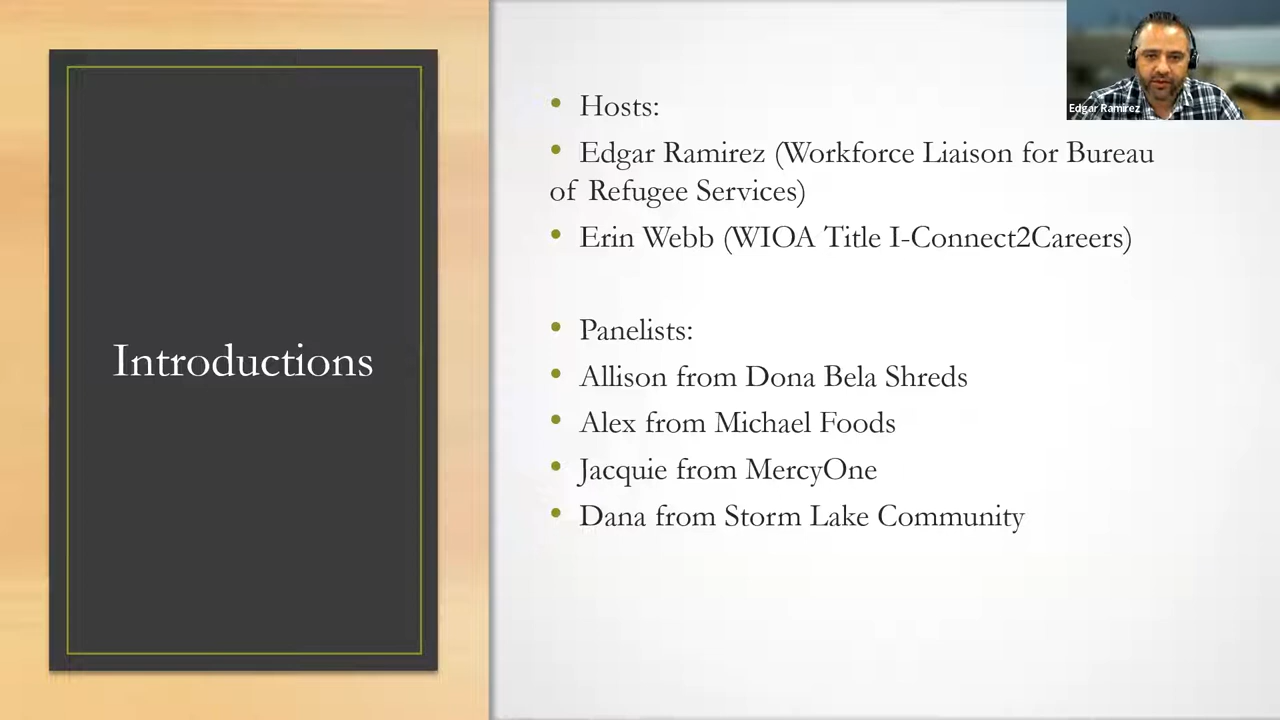 Introductions
• Hosts:
• Edgar Ramirez (Workforce Liaison for Bureau
of Refugee Services)
• Erin Webb (WIOA Title I-Connect2Careers)
• Panelists:
• Allison from Dona Bela Shreds
• Alex from Michael Foods
• Jacquie from MercyOne
• Dana from Storm Lake Community
Edgar Ramirez